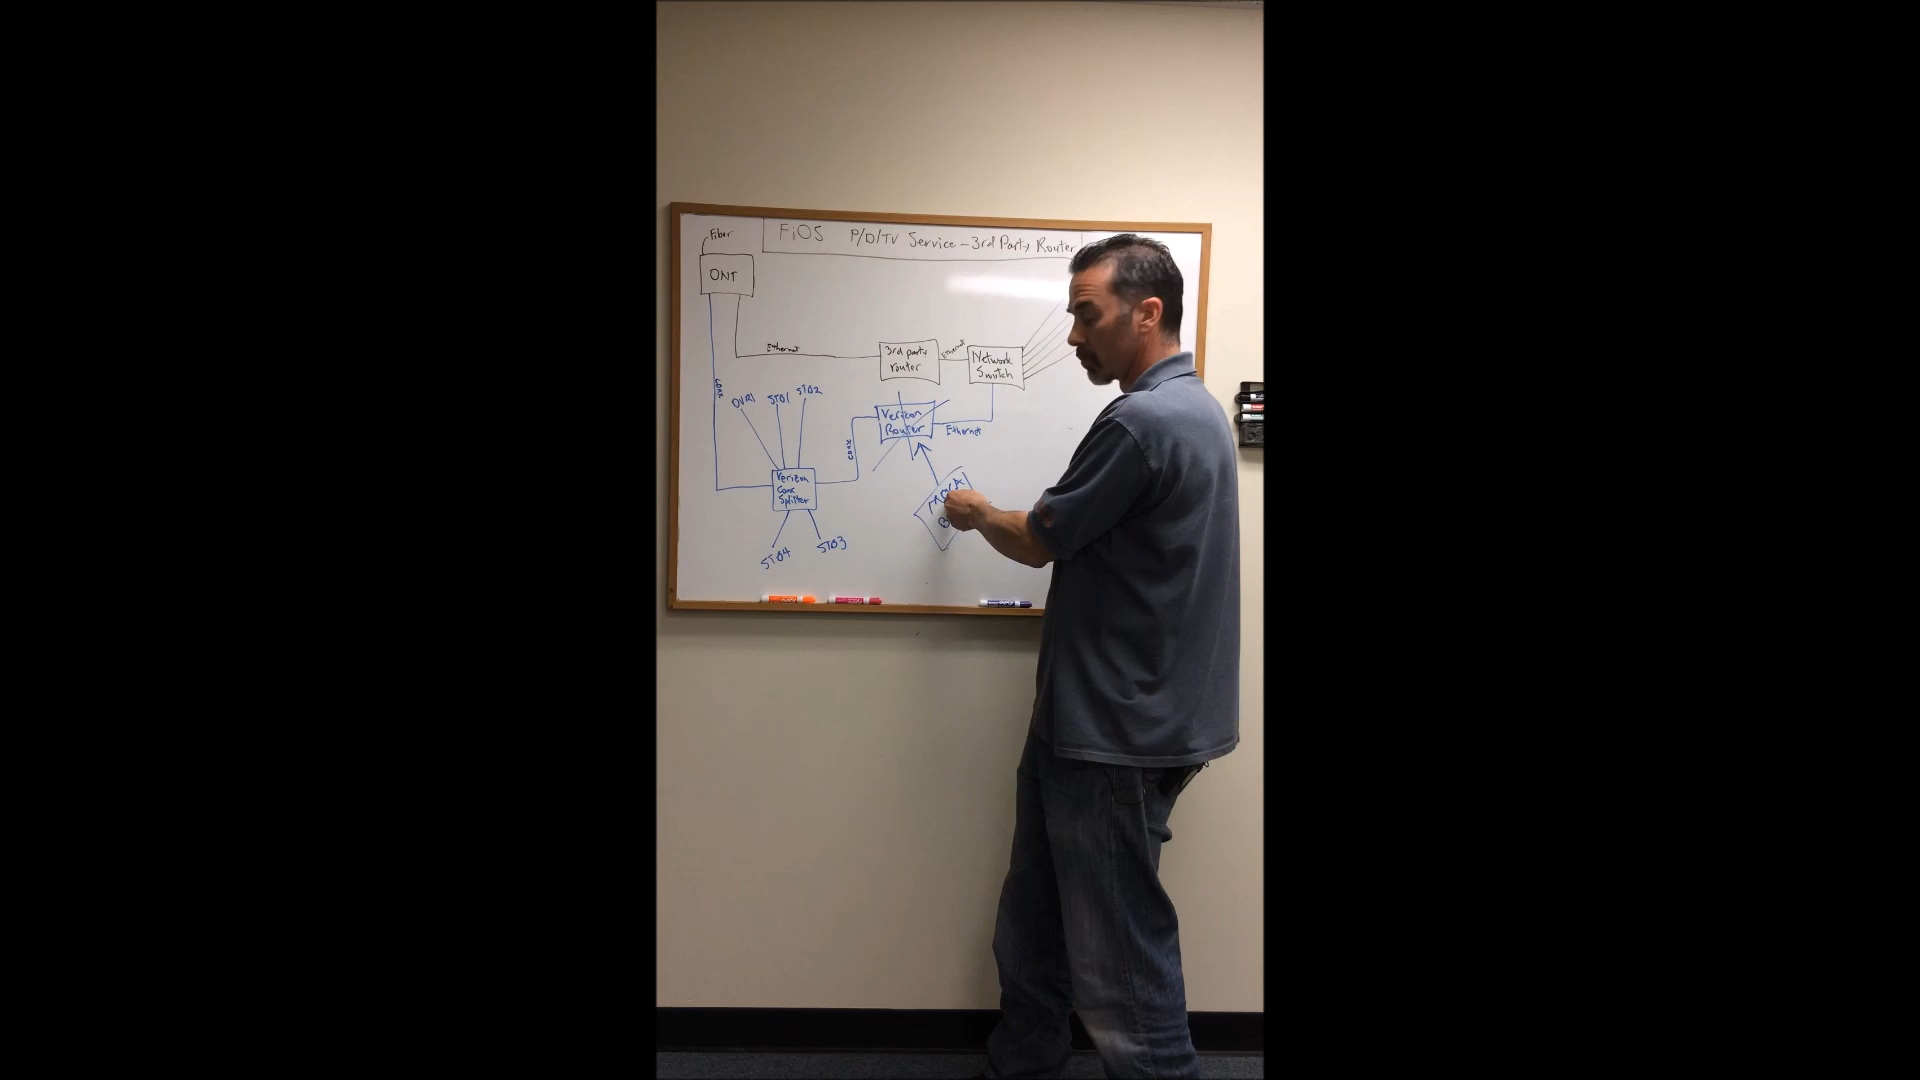 Fiber
FiOS P/D/TV Service - 3rd Party Router
ONT
Ethernet
3rd party
router
Ethernet
Network
Switch
coax
DVR1
STB1
STB2
Verizon
Router
Ethernet
coax
Verizon
Coax
Splitter
MOCA
STB4
STB3